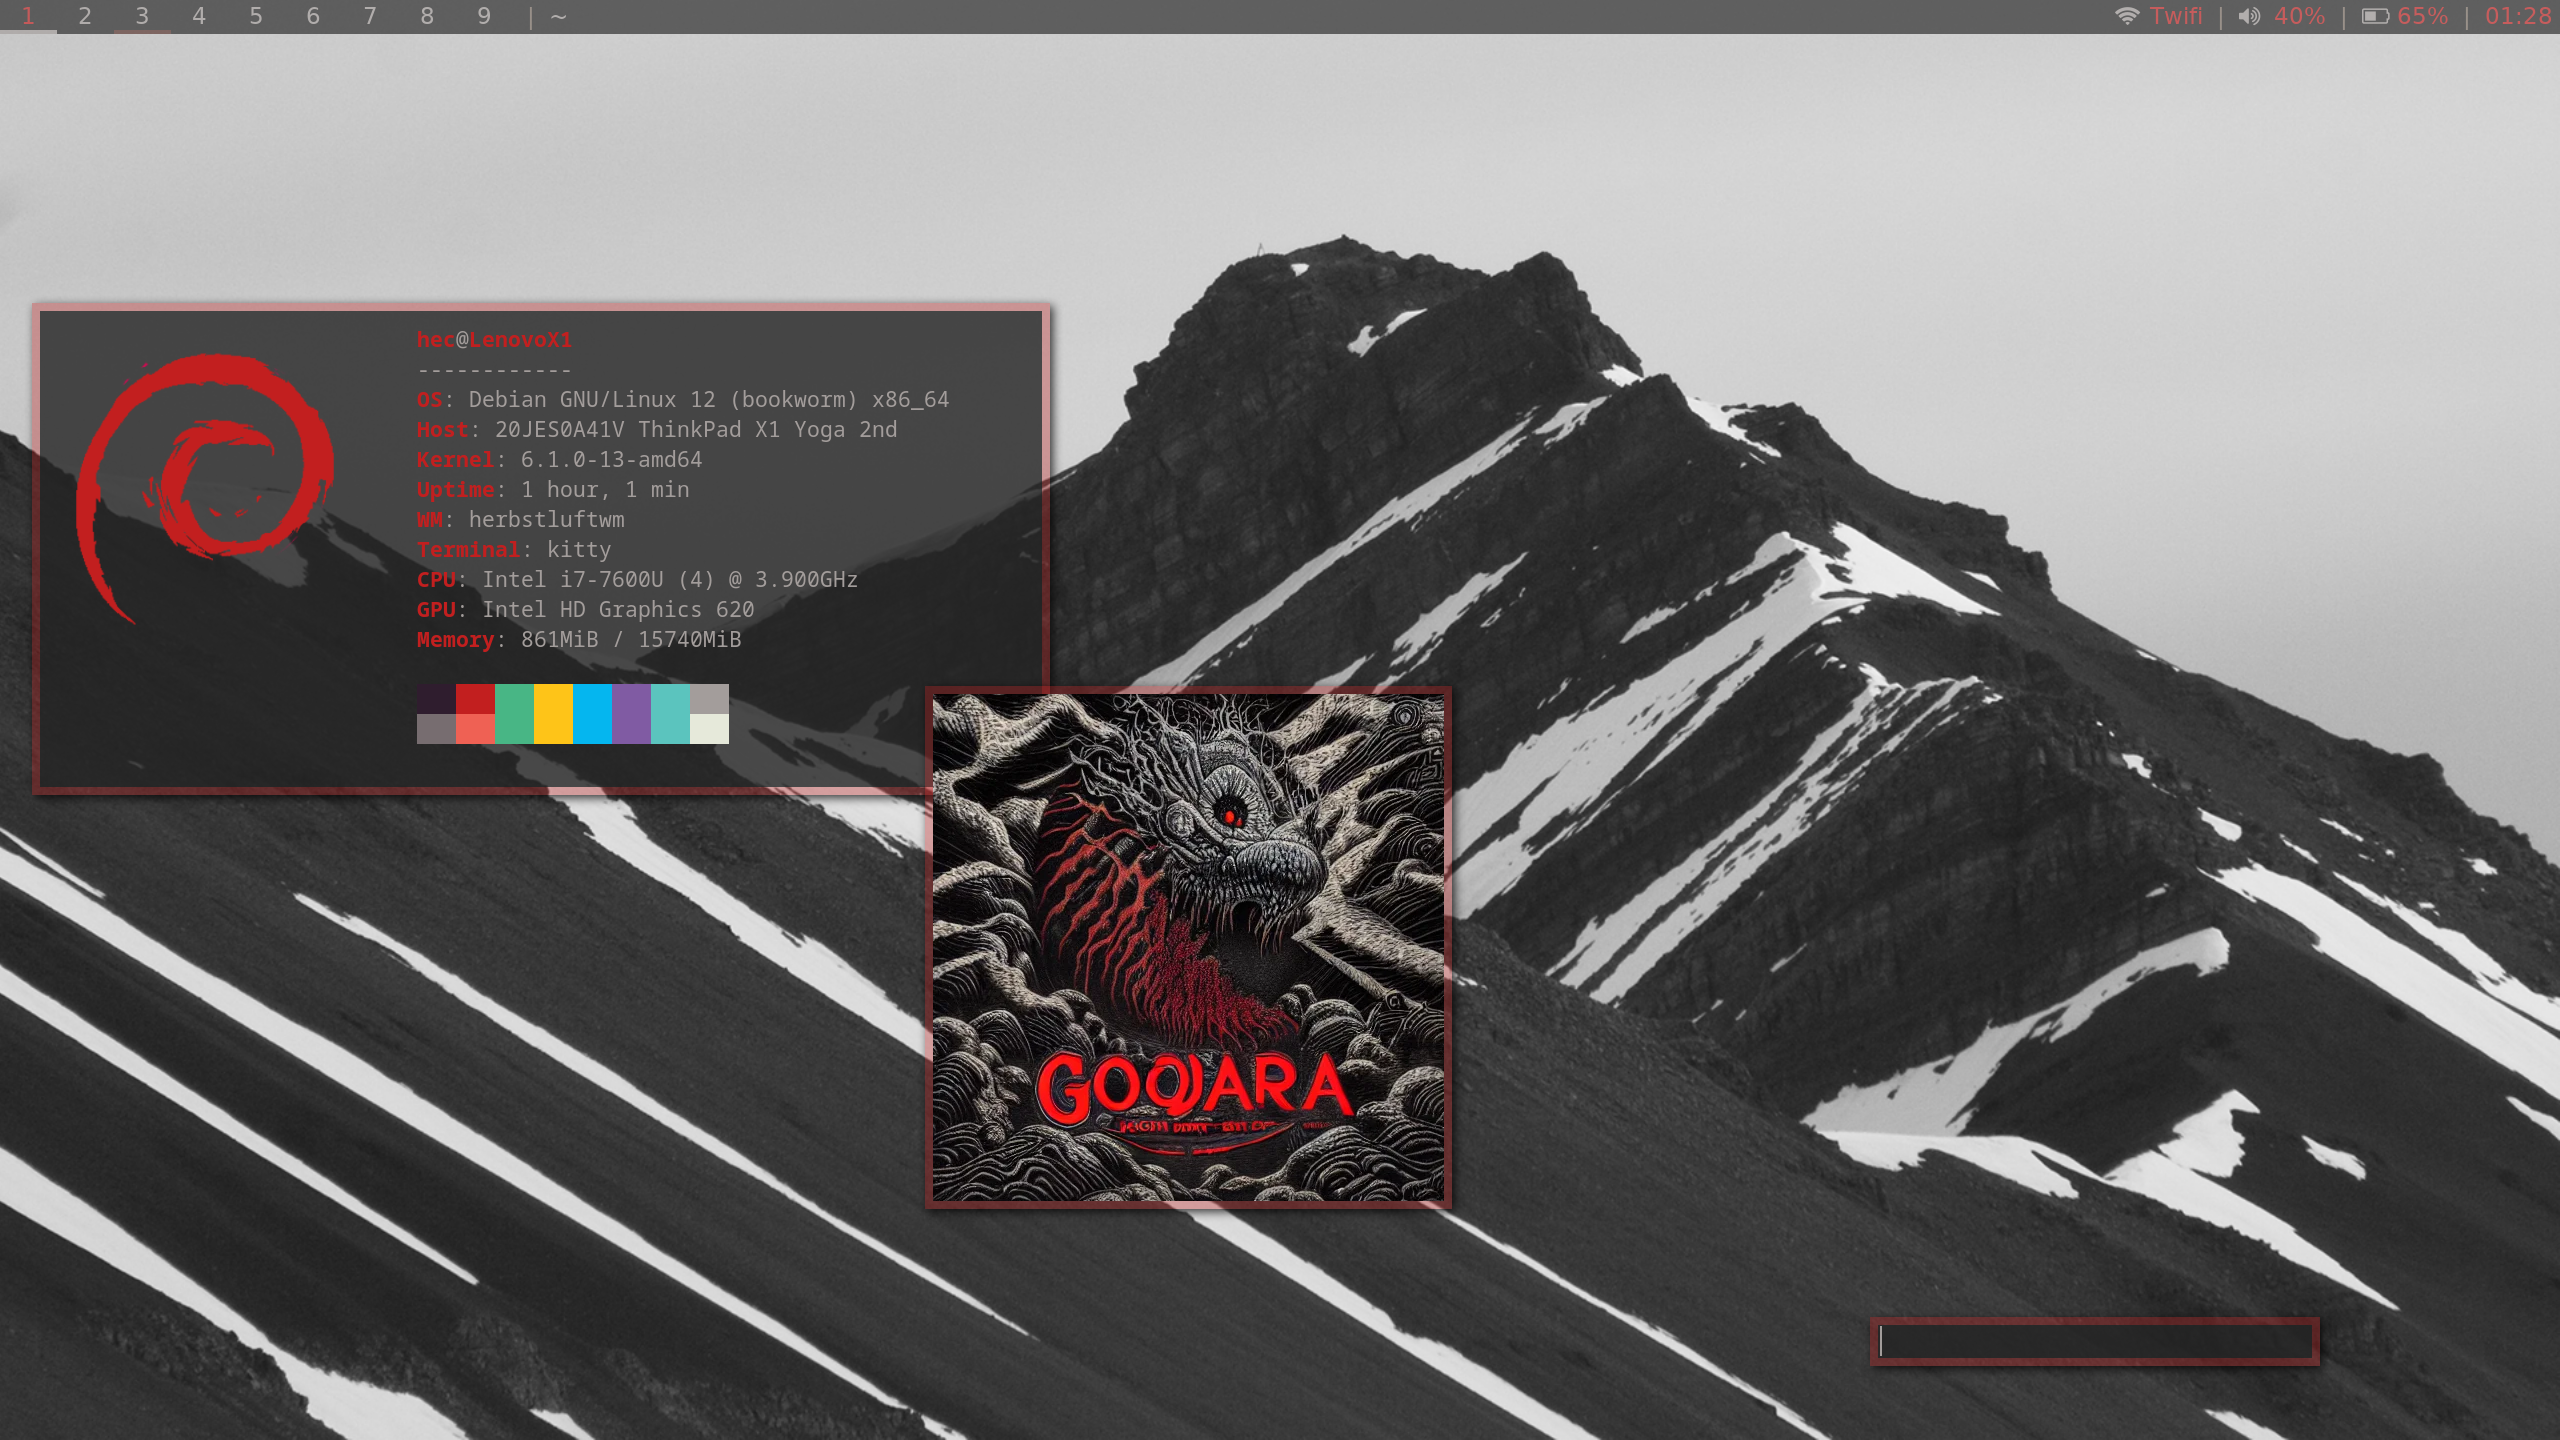 1 2 3 4 5 6 7 8 9 | ~
Twifi | 40% | 65% | 01:28
hec@LenovoX1
------------
OS: Debian GNU/Linux 12 (bookworm) x86_64
Host: 20JES0A41V ThinkPad X1 Yoga 2nd
Kernel: 6.1.0-13-amd64
Uptime: 1 hour, 1 min
WM: herbstluftwm
Terminal: kitty
CPU: Intel i7-7600U (4) @ 3.900GHz
GPU: Intel HD Graphics 620
Memory: 861MiB / 15740MiB